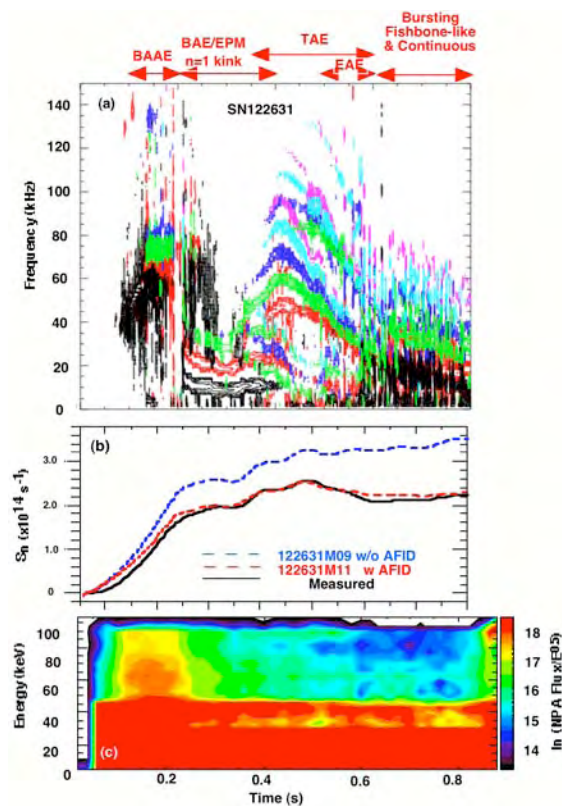 Bursting
Fishbone-like
& Continuous
BAE/EPM
n=1 kink
TAE
BAAE
EAE
140
(a)
SN122631
120
100
80
60
40
20
0
Frequency (kHz)
(b)
3.0
2.0
1.0
0
Sn (x10¹⁴ s⁻¹)
122631M09 w/o AFID
122631M11 w AFID
Measured
100
80
60
40
20
0
Energy (keV)
(c)
18
17
16
15
14
ln (NPA Flux/E^0.5)
0.2 0.4 0.6 0.8
Time (s)